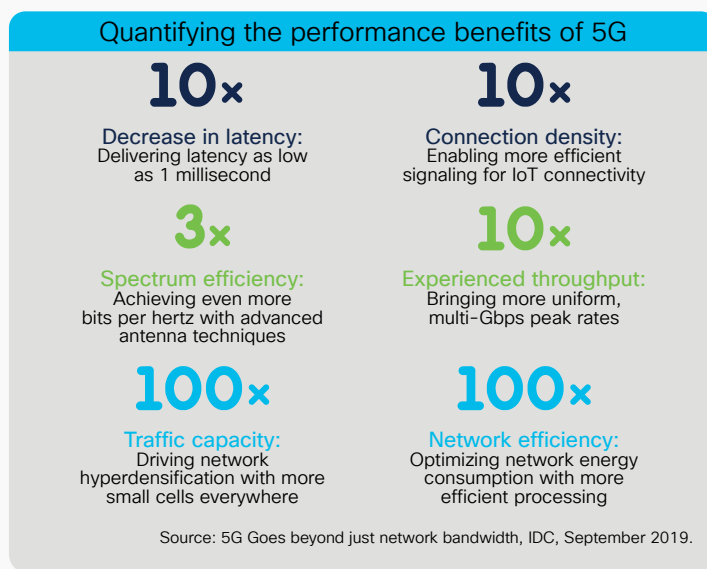 Quantifying the performance benefits of 5G
10x
Decrease in latency:
Delivering latency as low
as 1 millisecond
10x
Connection density:
Enabling more efficient
signaling for IoT connectivity
3x
Spectrum efficiency:
Achieving even more
bits per hertz with advanced
antenna techniques
10x
Experienced throughput:
Bringing more uniform,
multi-Gbps peak rates
100x
Traffic capacity:
Driving network
hyperdensification with more
small cells everywhere
100x
Network efficiency:
Optimizing network energy
consumption with more
efficient processing
Source: 5G Goes beyond just network bandwidth, IDC, September 2019.